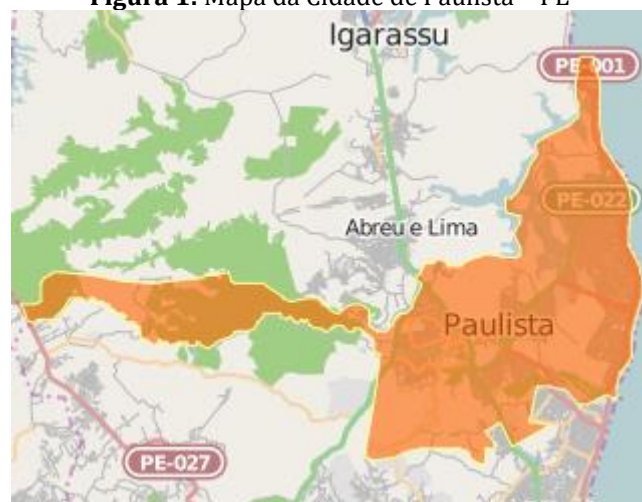 Figura 1: Mapa da Cidade de Paulista – PE
Igarassu
PE-001
PE-022
Abreu e Lima
Paulista
PE-027